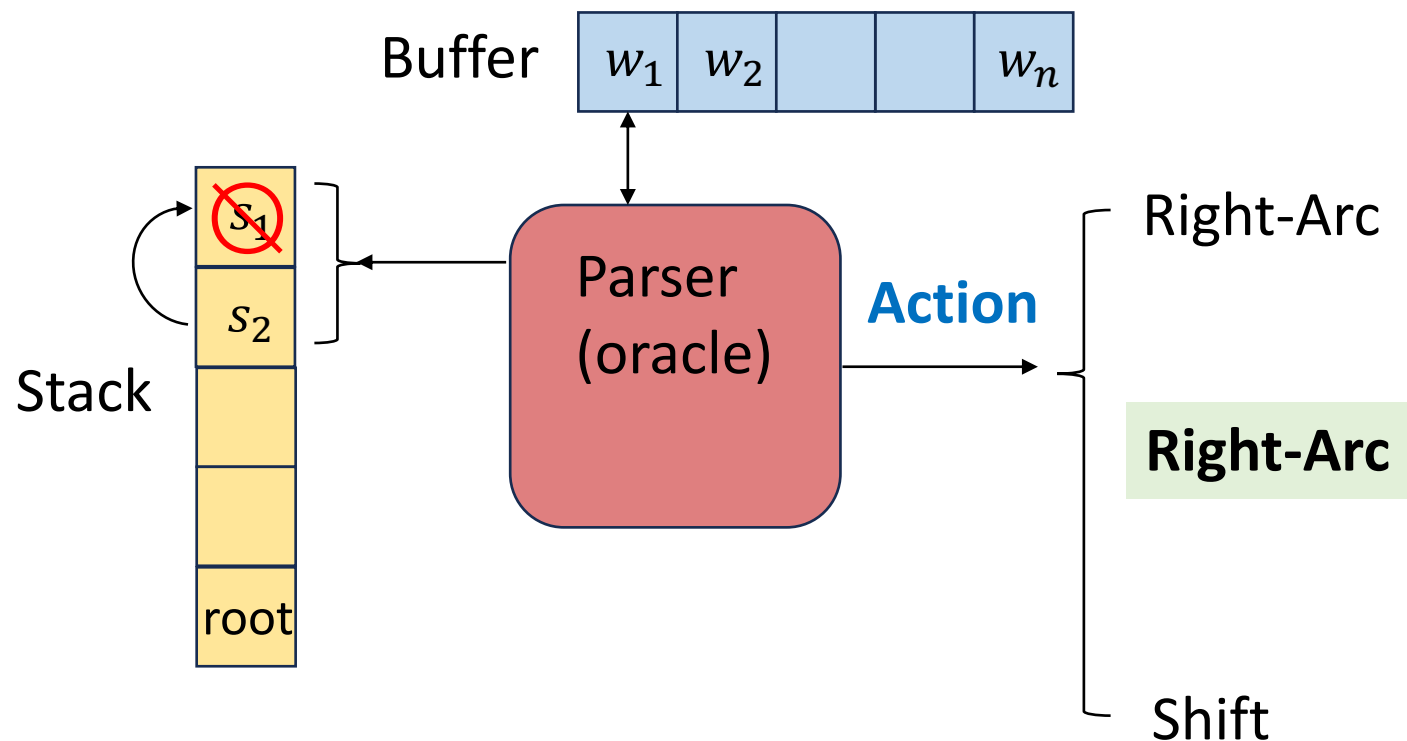 Buffer
w₁ w₂ wₙ
s₁
s₂
Stack
root
Parser
(oracle)
Action
Right-Arc
Right-Arc
Shift